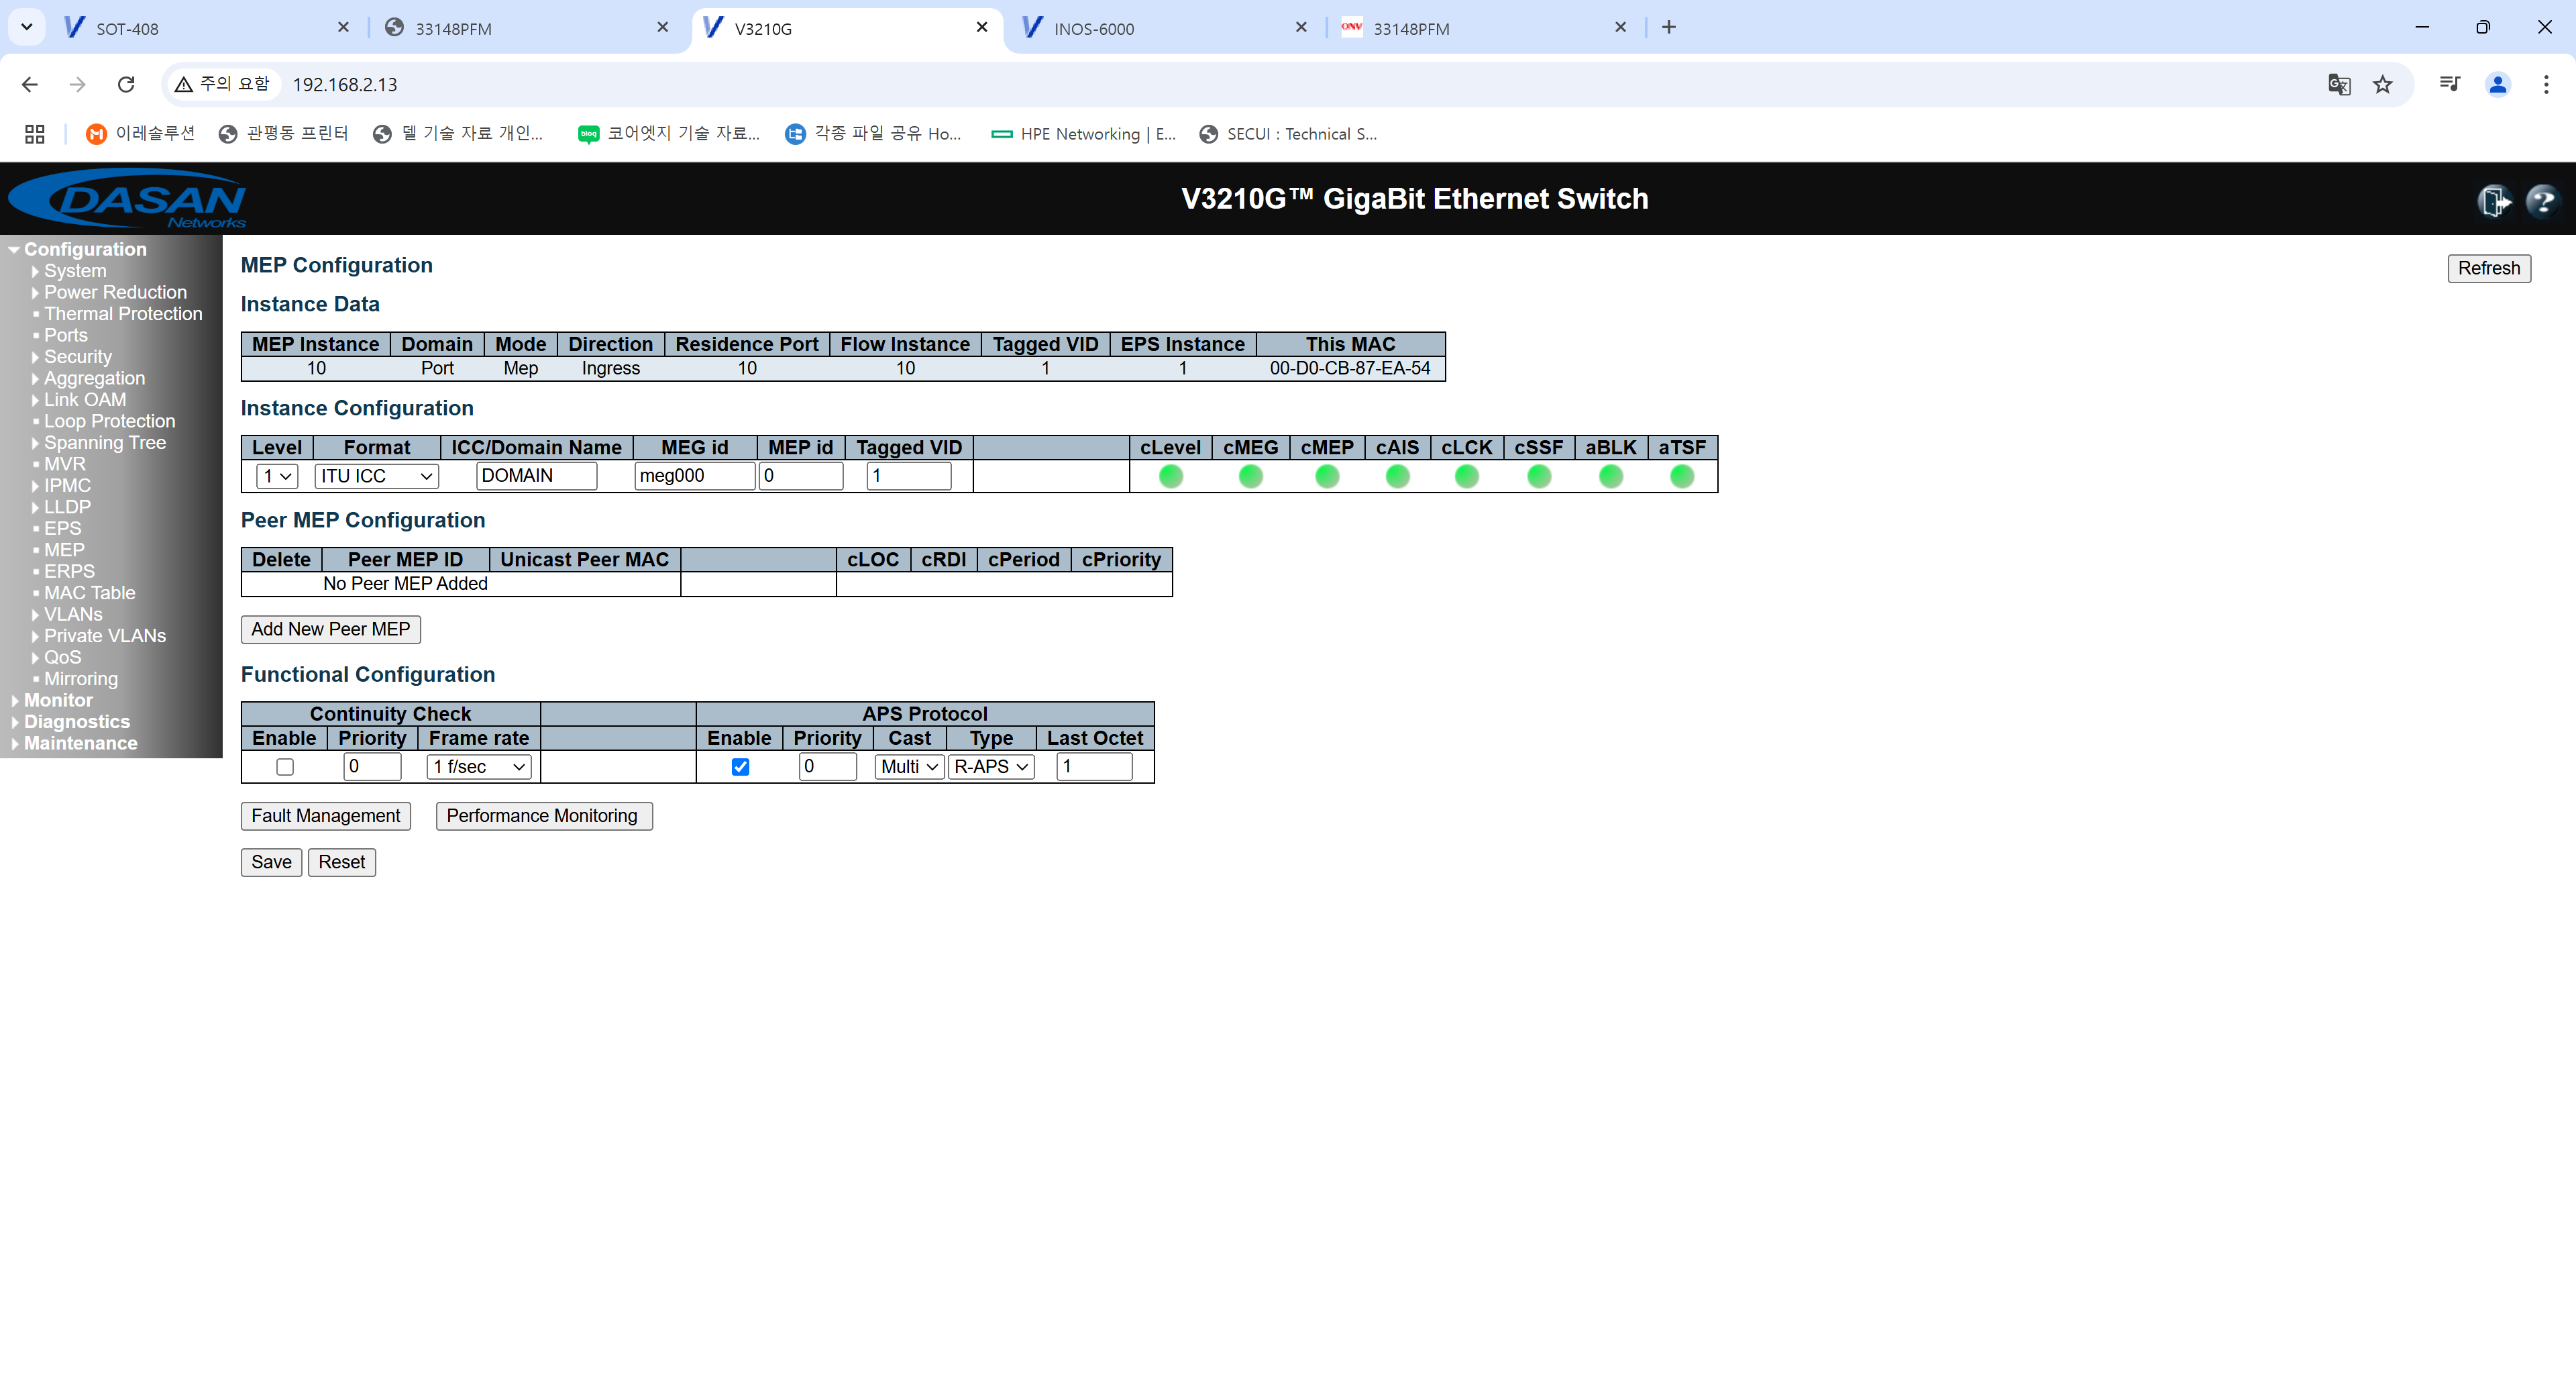 SOT-408
33148PFM
V3210G
INOS-6000
ONV 33148PFM
주의 요함 192.168.2.13
이레솔루션
관평동 프린터
델 기술 자료 개인...
blog 코어엣지 기술 자료...
각종 파일 공유 Ho...
HPE Networking | E...
SECUI : Technical S...
DASAN Networks
V3210G™ GigaBit Ethernet Switch
Configuration
System
Power Reduction
Thermal Protection
Ports
Security
Aggregation
Link OAM
Loop Protection
Spanning Tree
MVR
IPMC
LLDP
EPS
MEP
ERPS
MAC Table
VLANs
Private VLANs
QoS
Mirroring
Monitor
Diagnostics
Maintenance
MEP Configuration
Refresh
Instance Data
MEP Instance Domain Mode Direction Residence Port Flow Instance Tagged VID EPS Instance This MAC
10 Port Mep Ingress 10 10 1 1 00-D0-CB-87-EA-54
Instance Configuration
Level Format ICC/Domain Name MEG id MEP id Tagged VID cLevel cMEG cMEP cAIS cLCK cSSF aBLK aTSF
1 ITU ICC DOMAIN meg000 0 1
Peer MEP Configuration
Delete Peer MEP ID Unicast Peer MAC cLOC cRDI cPeriod cPriority
No Peer MEP Added
Add New Peer MEP
Functional Configuration
Continuity Check APS Protocol
Enable Priority Frame rate Enable Priority Cast Type Last Octet
0 1 f/sec 0 Multi R-APS 1
Fault Management Performance Monitoring
Save Reset